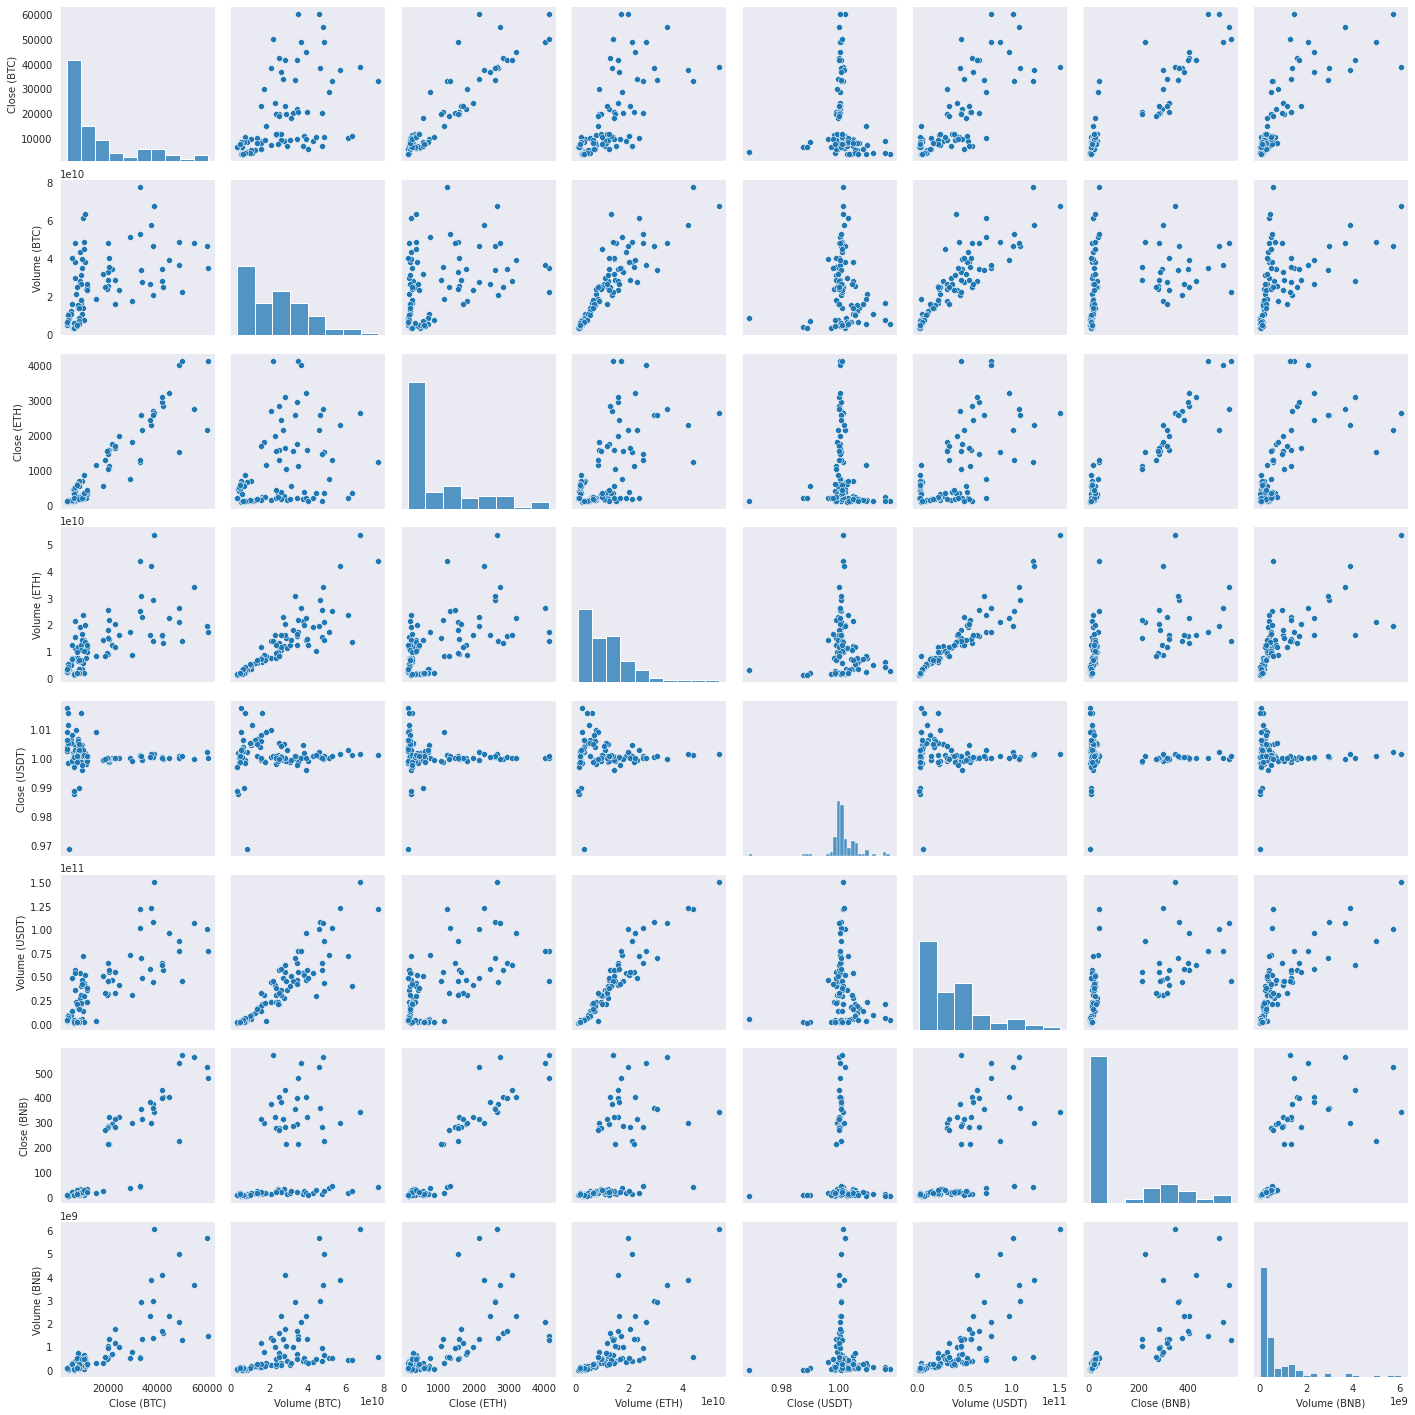 60000
50000
40000
30000
20000
10000
Close (BTC)
1e10
8
6
4
2
0
Volume (BTC)
4000
3000
2000
1000
0
Close (ETH)
1e10
5
4
3
2
1
0
Volume (ETH)
1.01
1.00
0.99
0.98
0.97
Close (USDT)
1e11
1.50
1.25
1.00
0.75
0.50
0.25
0.00
Volume (USDT)
500
400
300
200
100
0
Close (BNB)
1e9
6
5
4
3
2
1
0
Volume (BNB)
20000 40000 60000
Close (BTC)
0 2 4 6 8
1e10
Volume (BTC)
0 1000 2000 3000 4000
Close (ETH)
0 2 4
1e10
Volume (ETH)
0.98 1.00
Close (USDT)
0.0 0.5 1.0 1.5
1e11
Volume (USDT)
0 200 400
Close (BNB)
0 2 4 6
1e9
Volume (BNB)